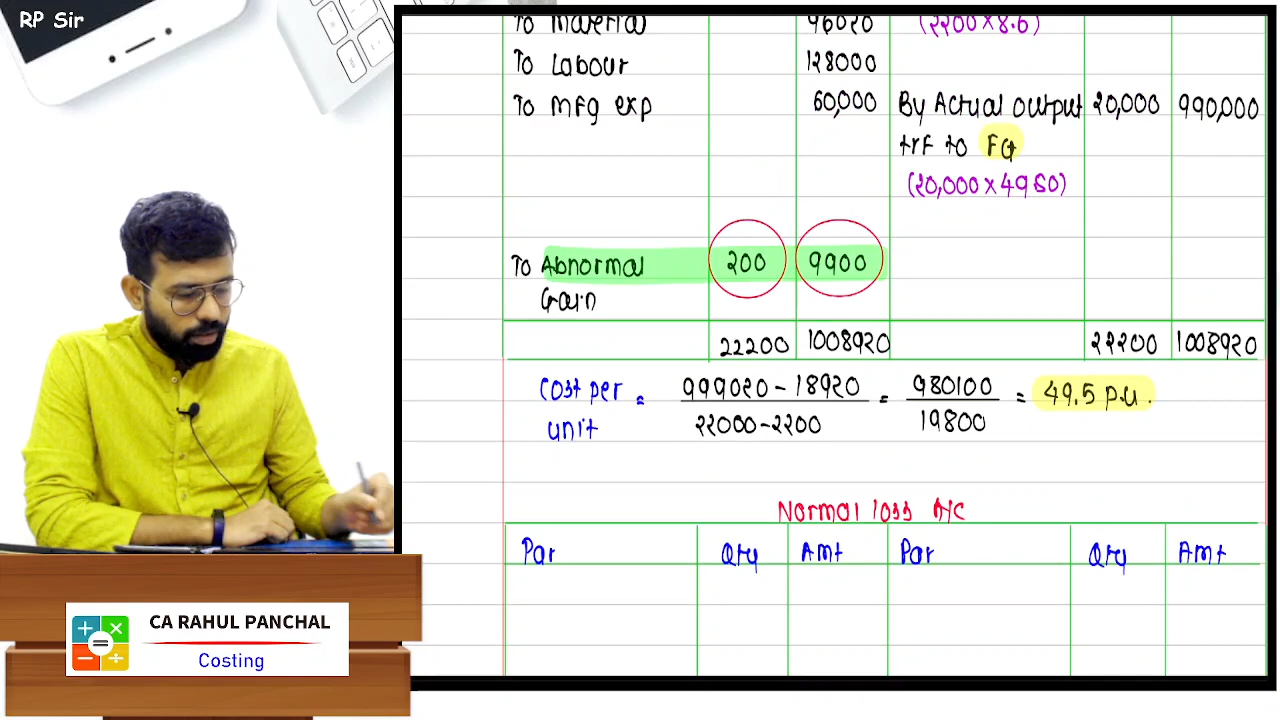 RP Sir
To Material 96020 (2200 x 8.6)
To Labour 128000
To Mfg exp 60,000 By Actual output 20,000 990,000
trf to FG
(20,000 x 49.50)
To Abnormal 200 9900
Gain
22200 1008920 22200 1008920
Cost per unit = 999020 - 18920 / 22000 - 2200 = 980100 / 19800 = 49.5 p.u.
Normal loss A/C
Par Qty Amt Par Qty Amt
CA RAHUL PANCHAL
Costing